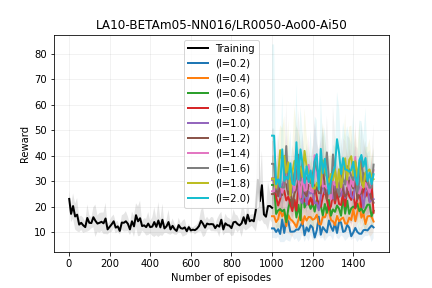 LA10-BETAm05-NN016/LR0050-Ao00-Ai50
Reward
80
70
60
50
40
30
20
10
Training
(l=0.2)
(l=0.4)
(l=0.6)
(l=0.8)
(l=1.0)
(l=1.2)
(l=1.4)
(l=1.6)
(l=1.8)
(l=2.0)
0 200 400 600 800 1000 1200 1400
Number of episodes